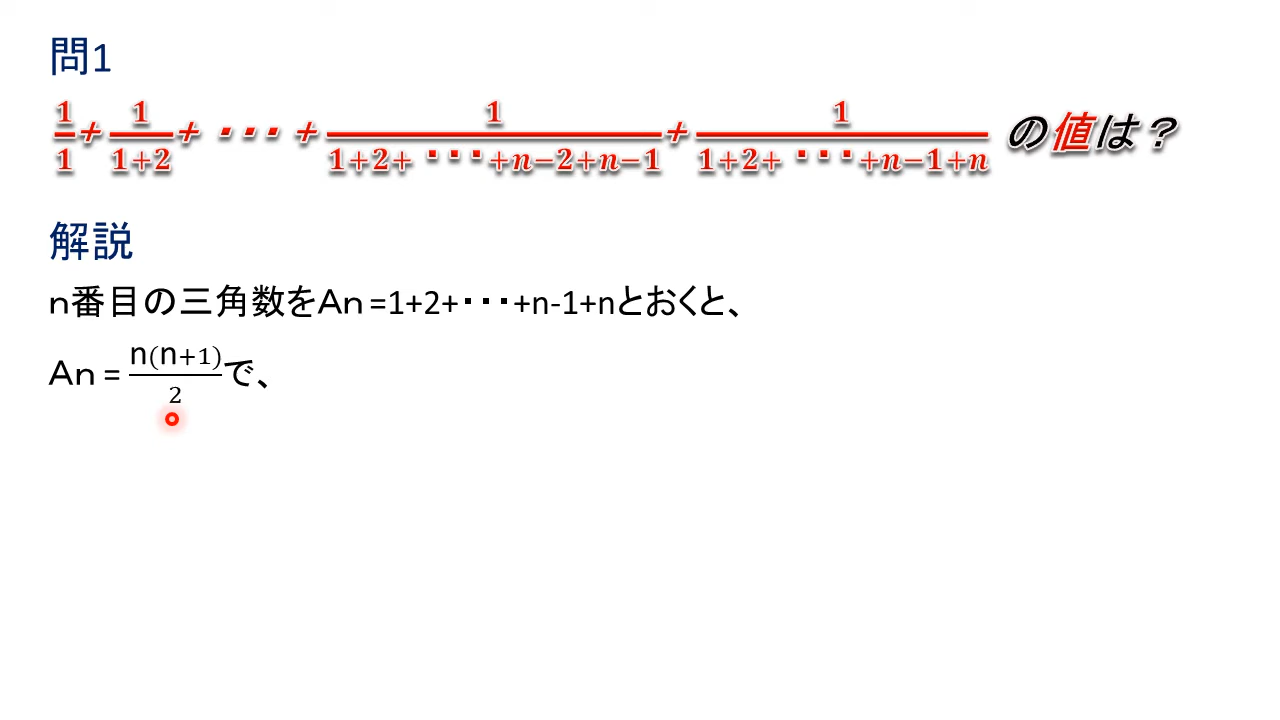 問1
1/1+1/(1+2)+・・・+1/(1+2+・・・+n−2+n−1)+1/(1+2+・・・+n−1+n) の値は？
解説
ｎ番目の三角数をＡｎ=1+2+・・・+n-1+nとおくと、
Ａｎ= n(n+1)/2で、